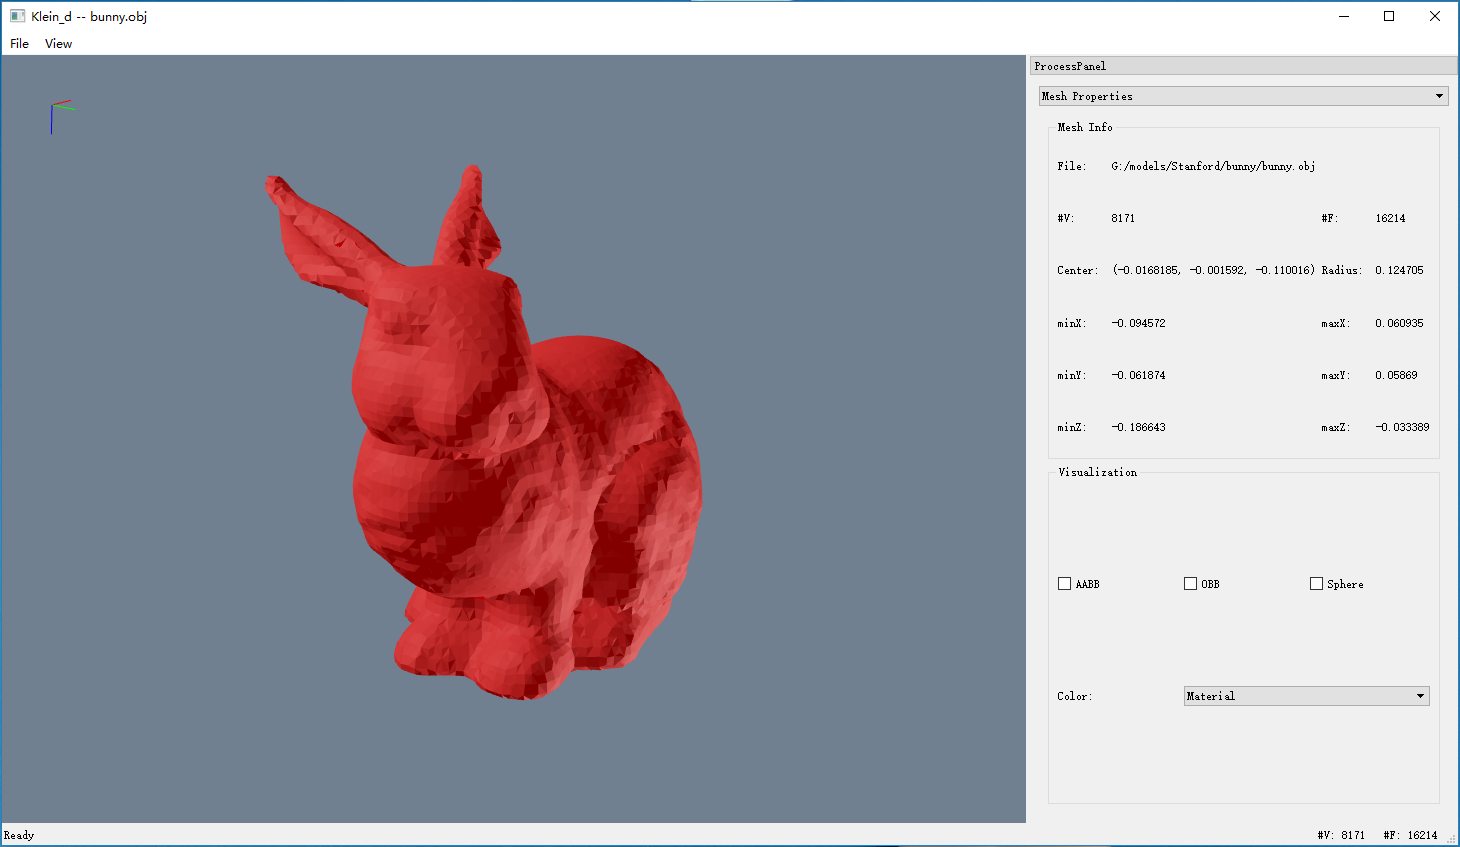 Klein_d -- bunny.obj
File View
ProcessPanel
Mesh Properties
Mesh Info
File: G:/models/Stanford/bunny/bunny.obj
#V: 8171 #F: 16214
Center: (-0.0168185, -0.001592, -0.110016) Radius: 0.124705
minX: -0.094572 maxX: 0.060935
minY: -0.061874 maxY: 0.05869
minZ: -0.186643 maxZ: -0.033389
Visualization
AABB OBB Sphere
Color: Material
Ready #V: 8171 #F: 16214